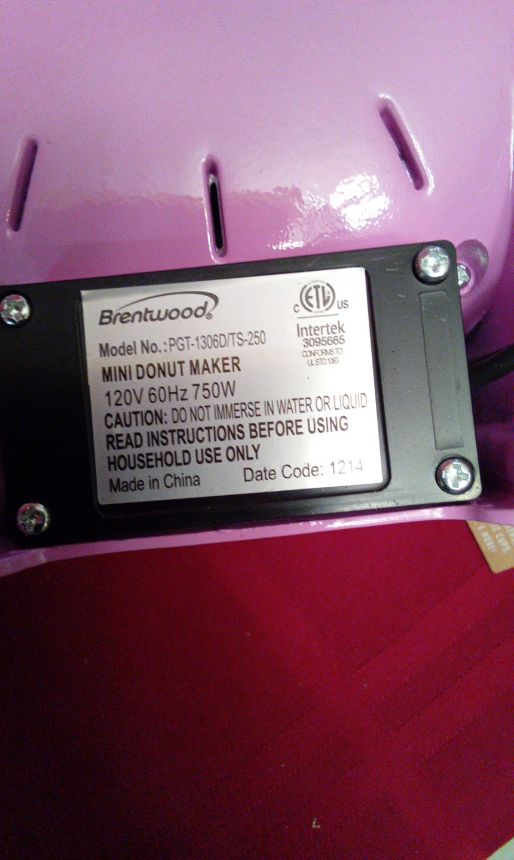 Brentwood®
Model No.: PGT-1306D/TS-250
MINI DONUT MAKER
120V 60Hz 750W
CAUTION: DO NOT IMMERSE IN WATER OR LIQUID
READ INSTRUCTIONS BEFORE USING
HOUSEHOLD USE ONLY
Made in China
Date Code: 1214
C ETL US
Intertek
3095665
CONFORMS TO
UL STD.1083